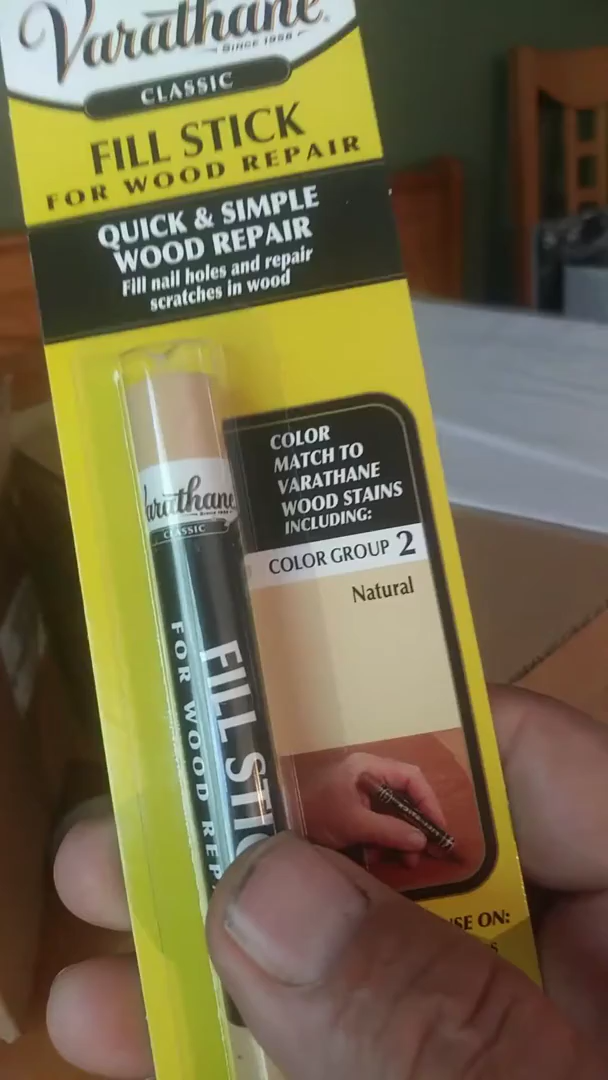 Varathane
SINCE 1958
CLASSIC
FILL STICK
FOR WOOD REPAIR
QUICK & SIMPLE
WOOD REPAIR
Fill nail holes and repair
scratches in wood
COLOR
MATCH TO
VARATHANE
WOOD STAINS
INCLUDING:
COLOR GROUP 2
Natural
Varathane
CLASSIC
FILL STIC
FOR WOOD REP
SE ON: